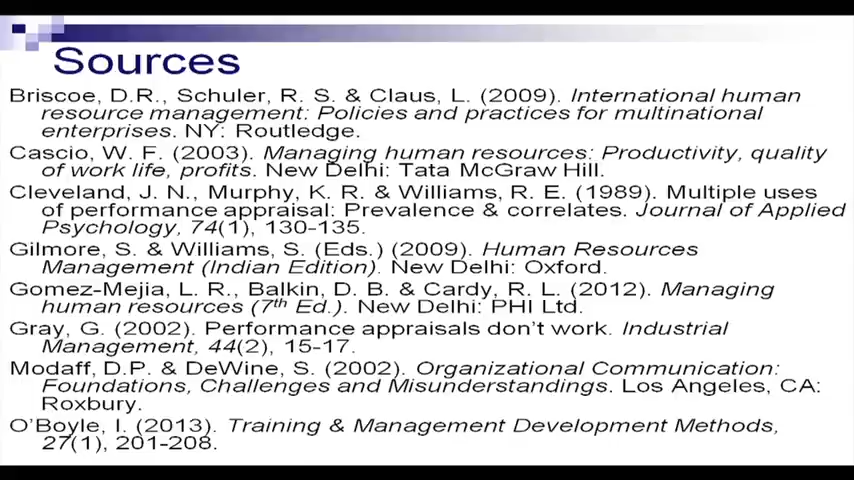 Sources
Briscoe, D.R., Schuler, R. S. & Claus, L. (2009). International human
resource management: Policies and practices for multinational
enterprises. NY: Routledge.
Cascio, W. F. (2003). Managing human resources: Productivity, quality
of work life, profits. New Delhi: Tata McGraw Hill.
Cleveland, J. N., Murphy, K. R. & Williams, R. E. (1989). Multiple uses
of performance appraisal: Prevalence & correlates. Journal of Applied
Psychology, 74(1), 130-135.
Gilmore, S. & Williams, S. (Eds.) (2009). Human Resources
Management (Indian Edition). New Delhi: Oxford.
Gomez-Mejia, L. R., Balkin, D. B. & Cardy, R. L. (2012). Managing
human resources (7th Ed.). New Delhi: PHI Ltd.
Gray, G. (2002). Performance appraisals don't work. Industrial
Management, 44(2), 15-17.
Modaff, D.P. & DeWine, S. (2002). Organizational Communication:
Foundations, Challenges and Misunderstandings. Los Angeles, CA:
Roxbury.
O'Boyle, I. (2013). Training & Management Development Methods,
27(1), 201-208.